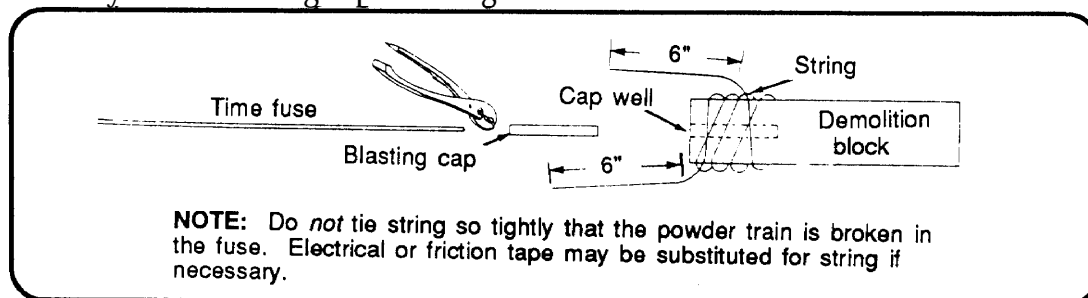 6"
String
Cap well
Time fuse
Demolition
block
Blasting cap
6"
NOTE: Do not tie string so tightly that the powder train is broken in
the fuse. Electrical or friction tape may be substituted for string if
necessary.